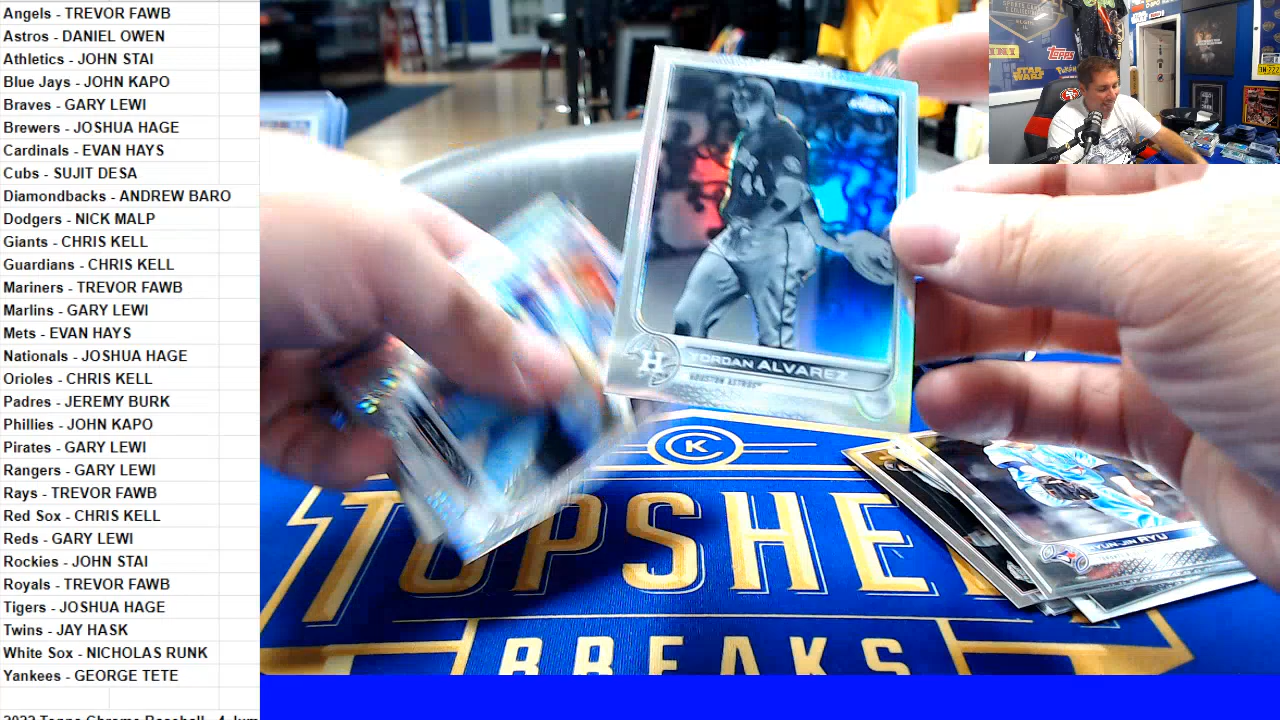 Angels - TREVOR FAWB
Astros - DANIEL OWEN
Athletics - JOHN STAI
Blue Jays - JOHN KAPO
Braves - GARY LEWI
Brewers - JOSHUA HAGE
Cardinals - EVAN HAYS
Cubs - SUJIT DESA
Diamondbacks - ANDREW BARO
Dodgers - NICK MALP
Giants - CHRIS KELL
Guardians - CHRIS KELL
Mariners - TREVOR FAWB
Marlins - GARY LEWI
Mets - EVAN HAYS
Nationals - JOSHUA HAGE
Orioles - CHRIS KELL
Padres - JEREMY BURK
Phillies - JOHN KAPO
Pirates - GARY LEWI
Rangers - GARY LEWI
Rays - TREVOR FAWB
Red Sox - CHRIS KELL
Reds - GARY LEWI
Rockies - JOHN STAI
Royals - TREVOR FAWB
Tigers - JOSHUA HAGE
Twins - JAY HASK
White Sox - NICHOLAS RUNK
Yankees - GEORGE TETE
2022 Topps Chrome Baseball - 4 Jum
topps
STAR WARS
44
H
YORDAN ALVAREZ
HOUSTON ASTROS
CK
TOPSHE
BREAKS
HYUN JIN RYU